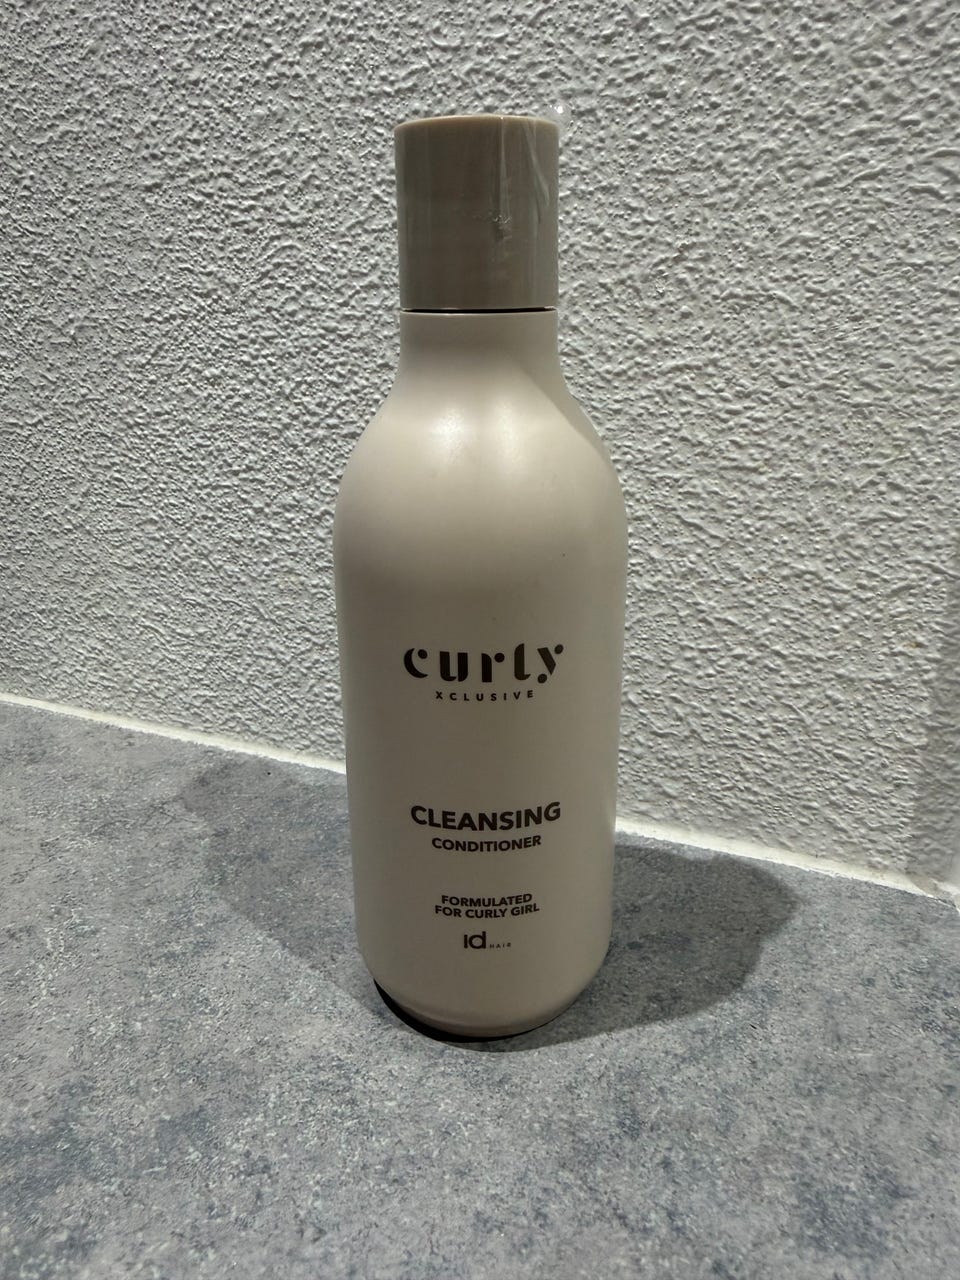 curly
XCLUSIVE
CLEANSING
CONDITIONER
FORMULATED
FOR CURLY GIRL
id HAIR